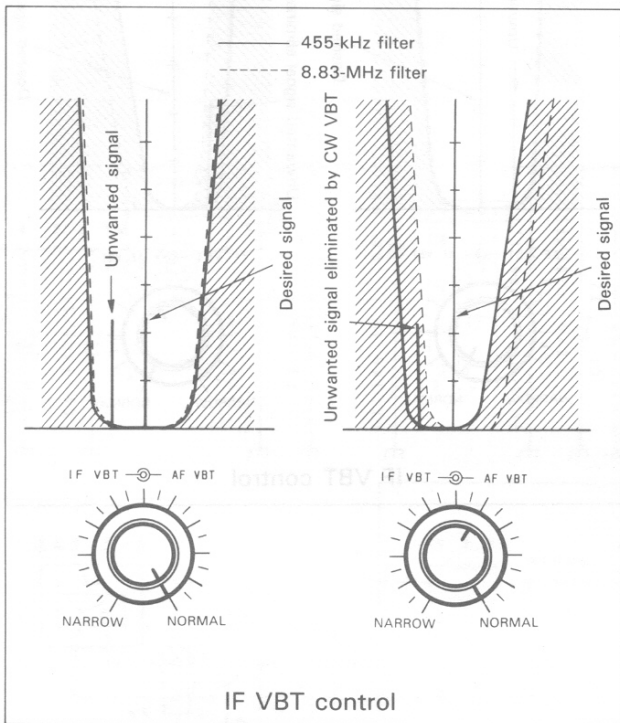 455-kHz filter
8.83-MHz filter
Unwanted signal
Desired signal
Unwanted signal eliminated by CW VBT
Desired signal
IF VBT AF VBT
NARROW NORMAL
IF VBT AF VBT
NARROW NORMAL
IF VBT control